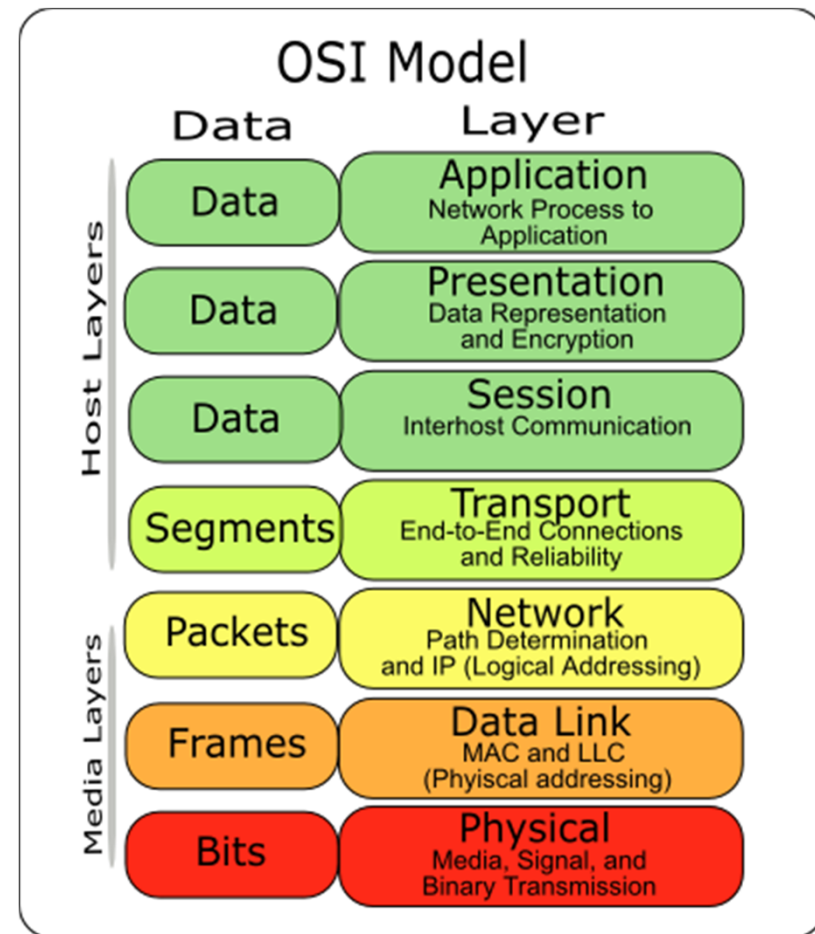 OSI Model
Data
Layer
Host Layers
Data
Application
Network Process to
Application
Data
Presentation
Data Representation
and Encryption
Data
Session
Interhost Communication
Segments
Transport
End-to-End Connections
and Reliability
Media Layers
Packets
Network
Path Determination
and IP (Logical Addressing)
Frames
Data Link
MAC and LLC
(Phyiscal addressing)
Bits
Physical
Media, Signal, and
Binary Transmission